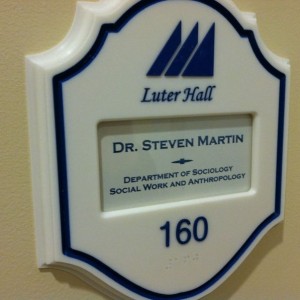 Luter Hall
DR. STEVEN MARTIN
DEPARTMENT OF SOCIOLOGY
SOCIAL WORK AND ANTHROPOLOGY
160